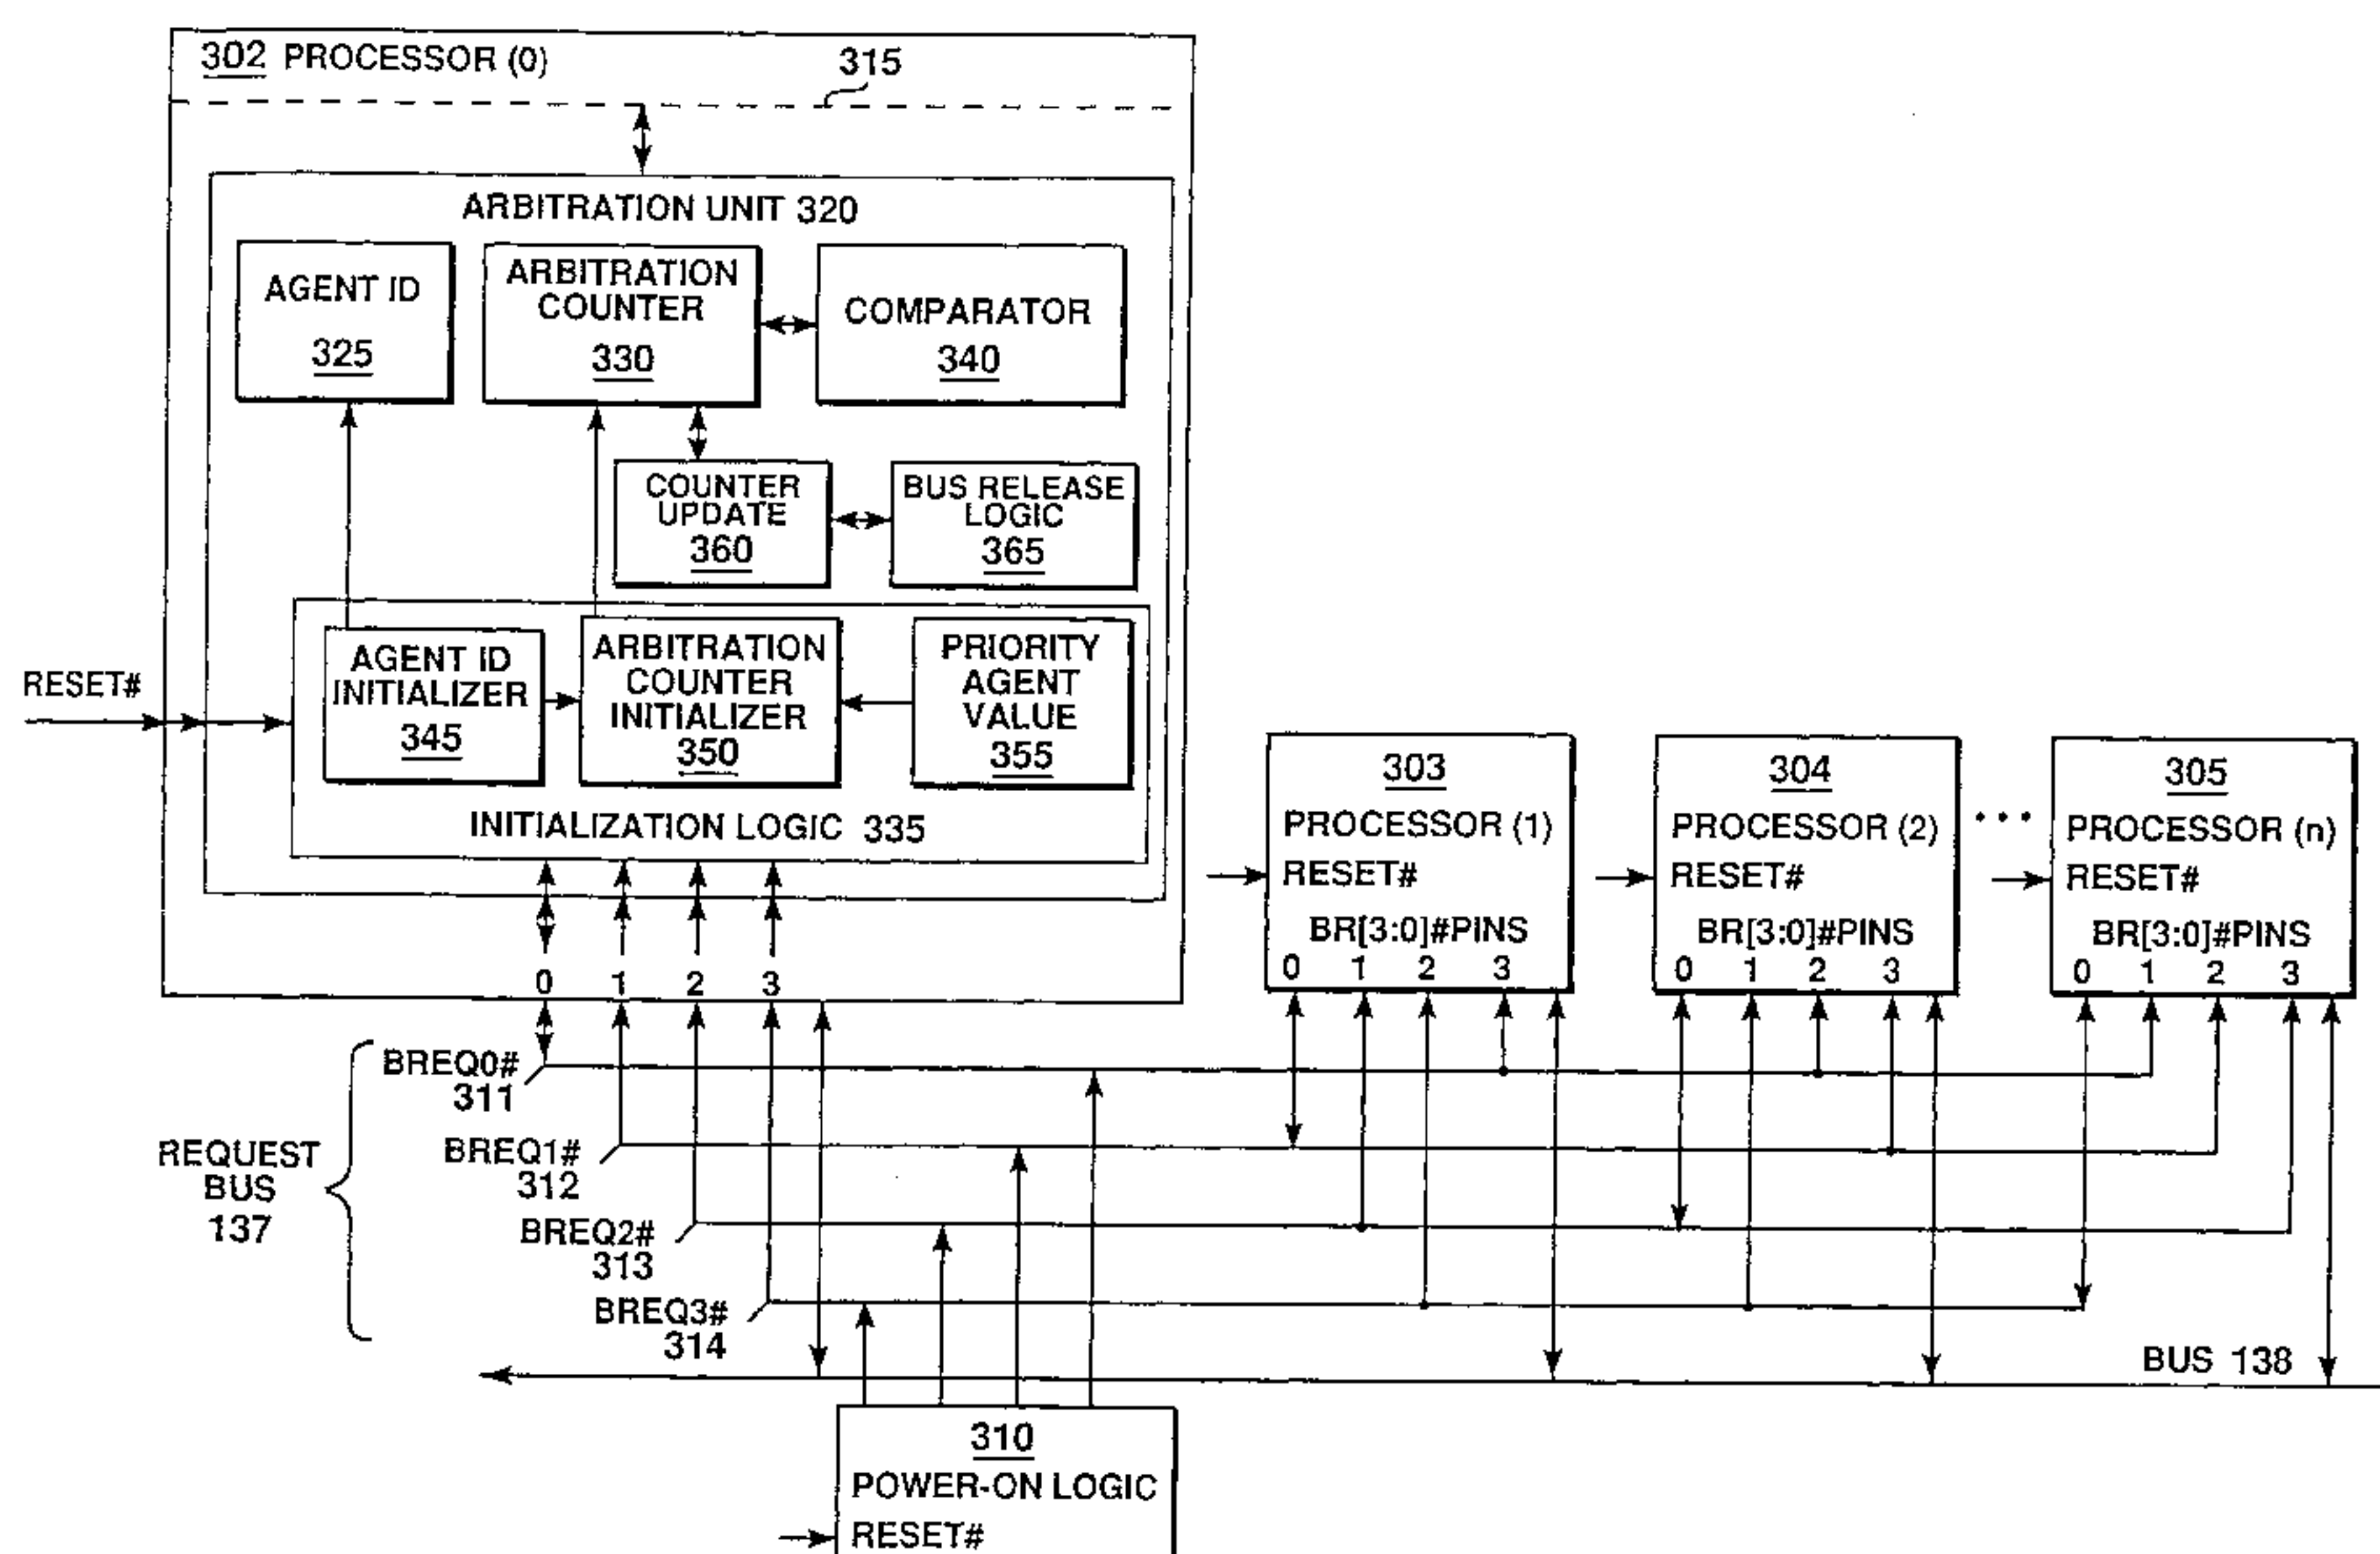 302 PROCESSOR (0)
315
ARBITRATION UNIT 320
AGENT ID
325
ARBITRATION
COUNTER
330
COMPARATOR
340
COUNTER
UPDATE
360
BUS RELEASE
LOGIC
365
RESET#
AGENT ID
INITIALIZER
345
ARBITRATION
COUNTER
INITIALIZER
350
PRIORITY
AGENT
VALUE
355
INITIALIZATION LOGIC 335
0 1 2 3
303
PROCESSOR (1)
RESET#
BR[3:0]#PINS
0 1 2 3
304
PROCESSOR (2)
RESET#
BR[3:0]#PINS
0 1 2 3
• • •
305
PROCESSOR (n)
RESET#
BR[3:0]#PINS
0 1 2 3
REQUEST
BUS
137
BREQ0#
311
BREQ1#
312
BREQ2#
313
BREQ3#
314
BUS 138
310
POWER-ON LOGIC
RESET#